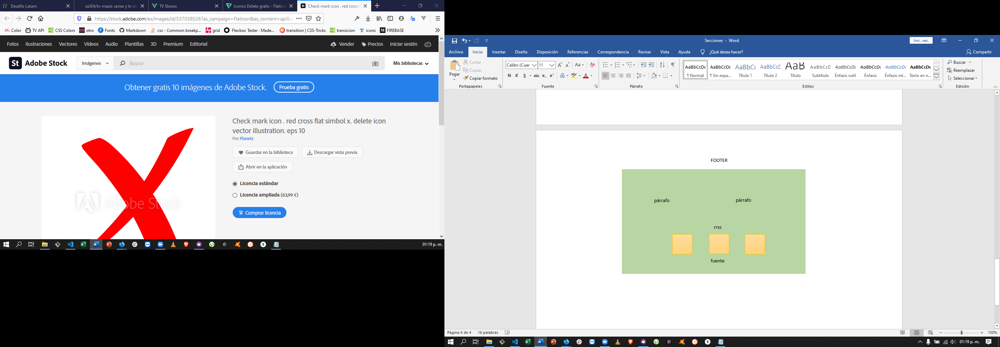 Desafío Latam
sa304/tv-maze: series y tv sh
TV Shows
Iconos Delete gratis - Flatico
Check mark icon . red cross f
https://stock.adobe.com/es/images/id/337038526?as_campaign=Flaticon&as_content=api&a
Color
TV API
CSS Colors
otro
Fonts
Markdown
css - Common breakp...
grid
Flexbox Tester · Made...
transition | CSS-Tricks
transicion
icons
FIREBASE
Fotos Ilustraciones Vectores Vídeos Audio Plantillas 3D Premium Editorial
Vender Precios Iniciar sesión
St Adobe Stock
Imágenes
Buscar
Mis bibliotecas
Obtener gratis 10 imágenes de Adobe Stock. Prueba gratis
Check mark icon . red cross flat simbol x. delete icon
vector illustration. eps 10
Por Planetz
Guardar en la biblioteca Descargar vista previa
Abrir en la aplicación
Licencia estándar
Licencia ampliada (63,99 €)
Comprar licencia
Adobe Stock
01:19 p. m.
Secciones - Word
Inic. ses.
Archivo Inicio Insertar Diseño Disposición Referencias Correspondencia Revisar Vista Ayuda ¿Qué desea hacer?
Compartir
Pegar
Cortar
Copiar
Copiar formato
Portapapeles
Calibri (Cuer 11
N K S abc x₂ x²
Fuente
Párrafo
AaBbCcDc AaBbCcDc AaBbC( AaBbCcD AaB AaBbCcD AaBbCcDc AaBbCcDc AaBbCcDc AaBbCcDc
¶ Normal ¶ Sin espa... Título 1 Título 2 Título Subtítulo Énfasis sutil Énfasis Énfasis int... Texto en n...
Estilos
Buscar
Reemplazar
Seleccionar
Edición
FOOTER
párrafo párrafo
rrss
fuente
Página 4 de 4 16 palabras
100%
01:19 p. m.